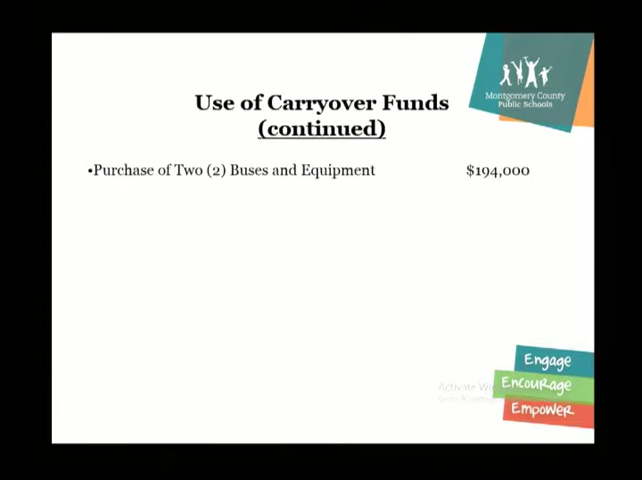 Montgomery County
Public Schools
Use of Carryover Funds
(continued)
•Purchase of Two (2) Buses and Equipment $194,000
Engage
Encourage
Empower
Activate